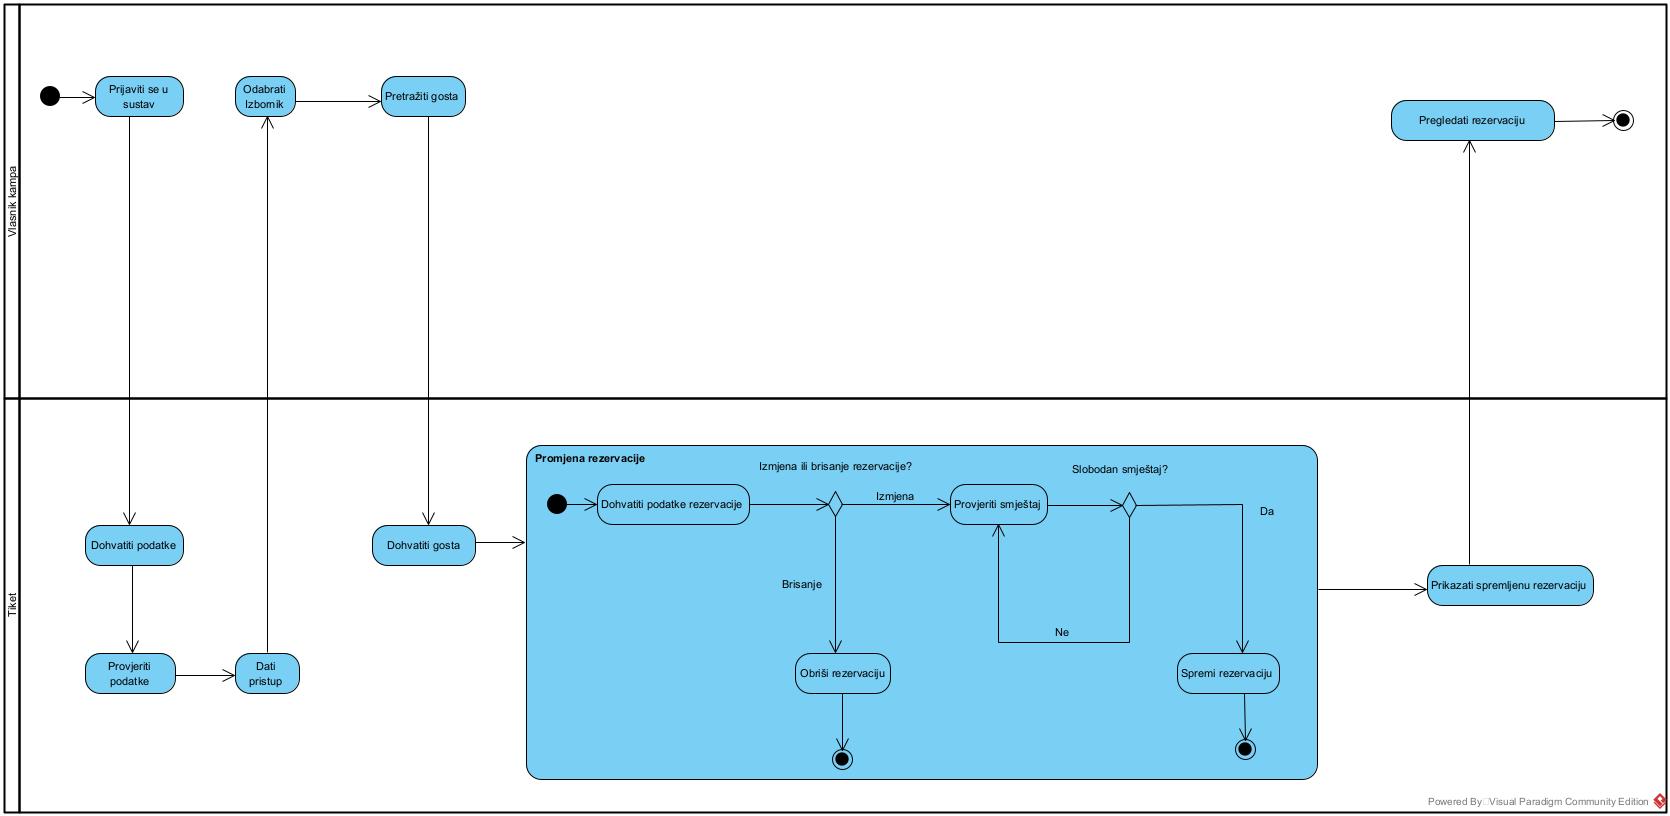 Vlasnik kampa
Prijaviti se u
sustav
Odabrati
Izbornik
Pretražiti gosta
Pregledati rezervaciju
Tiket
Dohvatiti podatke
Provjeriti
podatke
Dati
pristup
Dohvatiti gosta
Promjena rezervacije
Izmjena ili brisanje rezervacije?
Slobodan smještaj?
Dohvatiti podatke rezervacije
Izmjena
Provjeriti smještaj
Da
Brisanje
Ne
Obriši rezervaciju
Spremi rezervaciju
Prikazati spremljenu rezervaciju
Powered By Visual Paradigm Community Edition